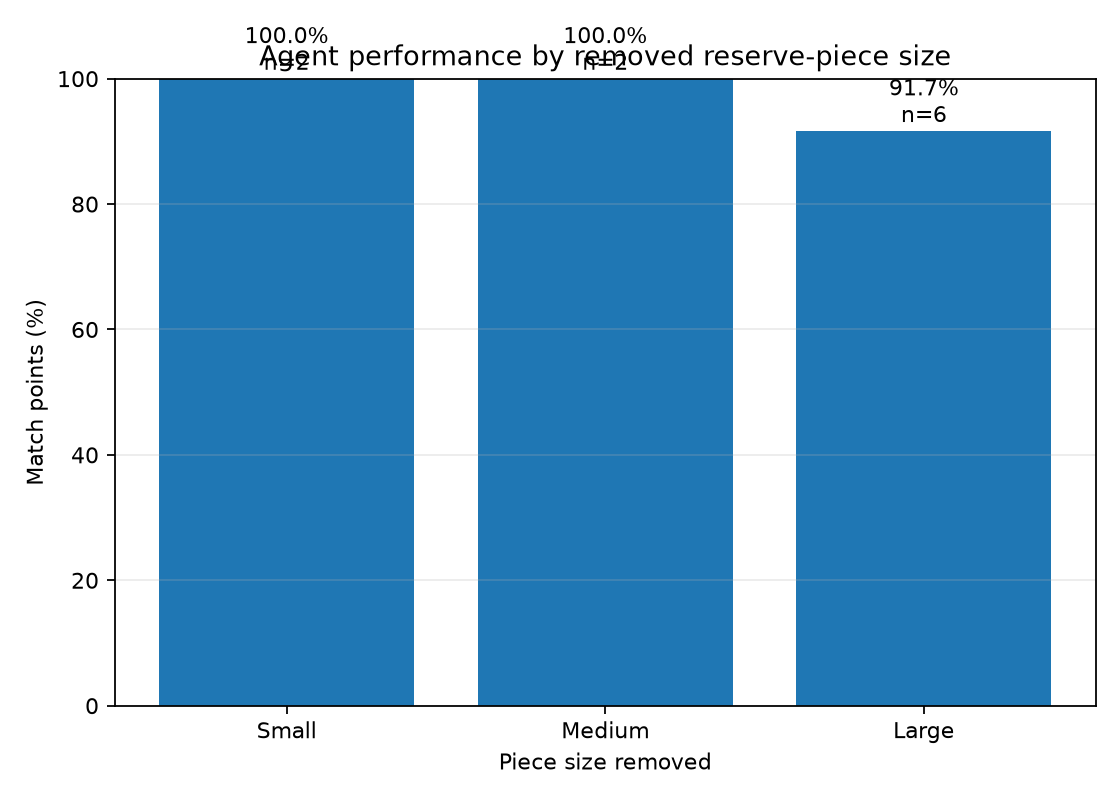 Agent performance by removed reserve-piece size
100.0%
n=2
100.0%
n=2
91.7%
n=6
100
80
60
40
20
0
Match points (%)
Small
Medium
Large
Piece size removed